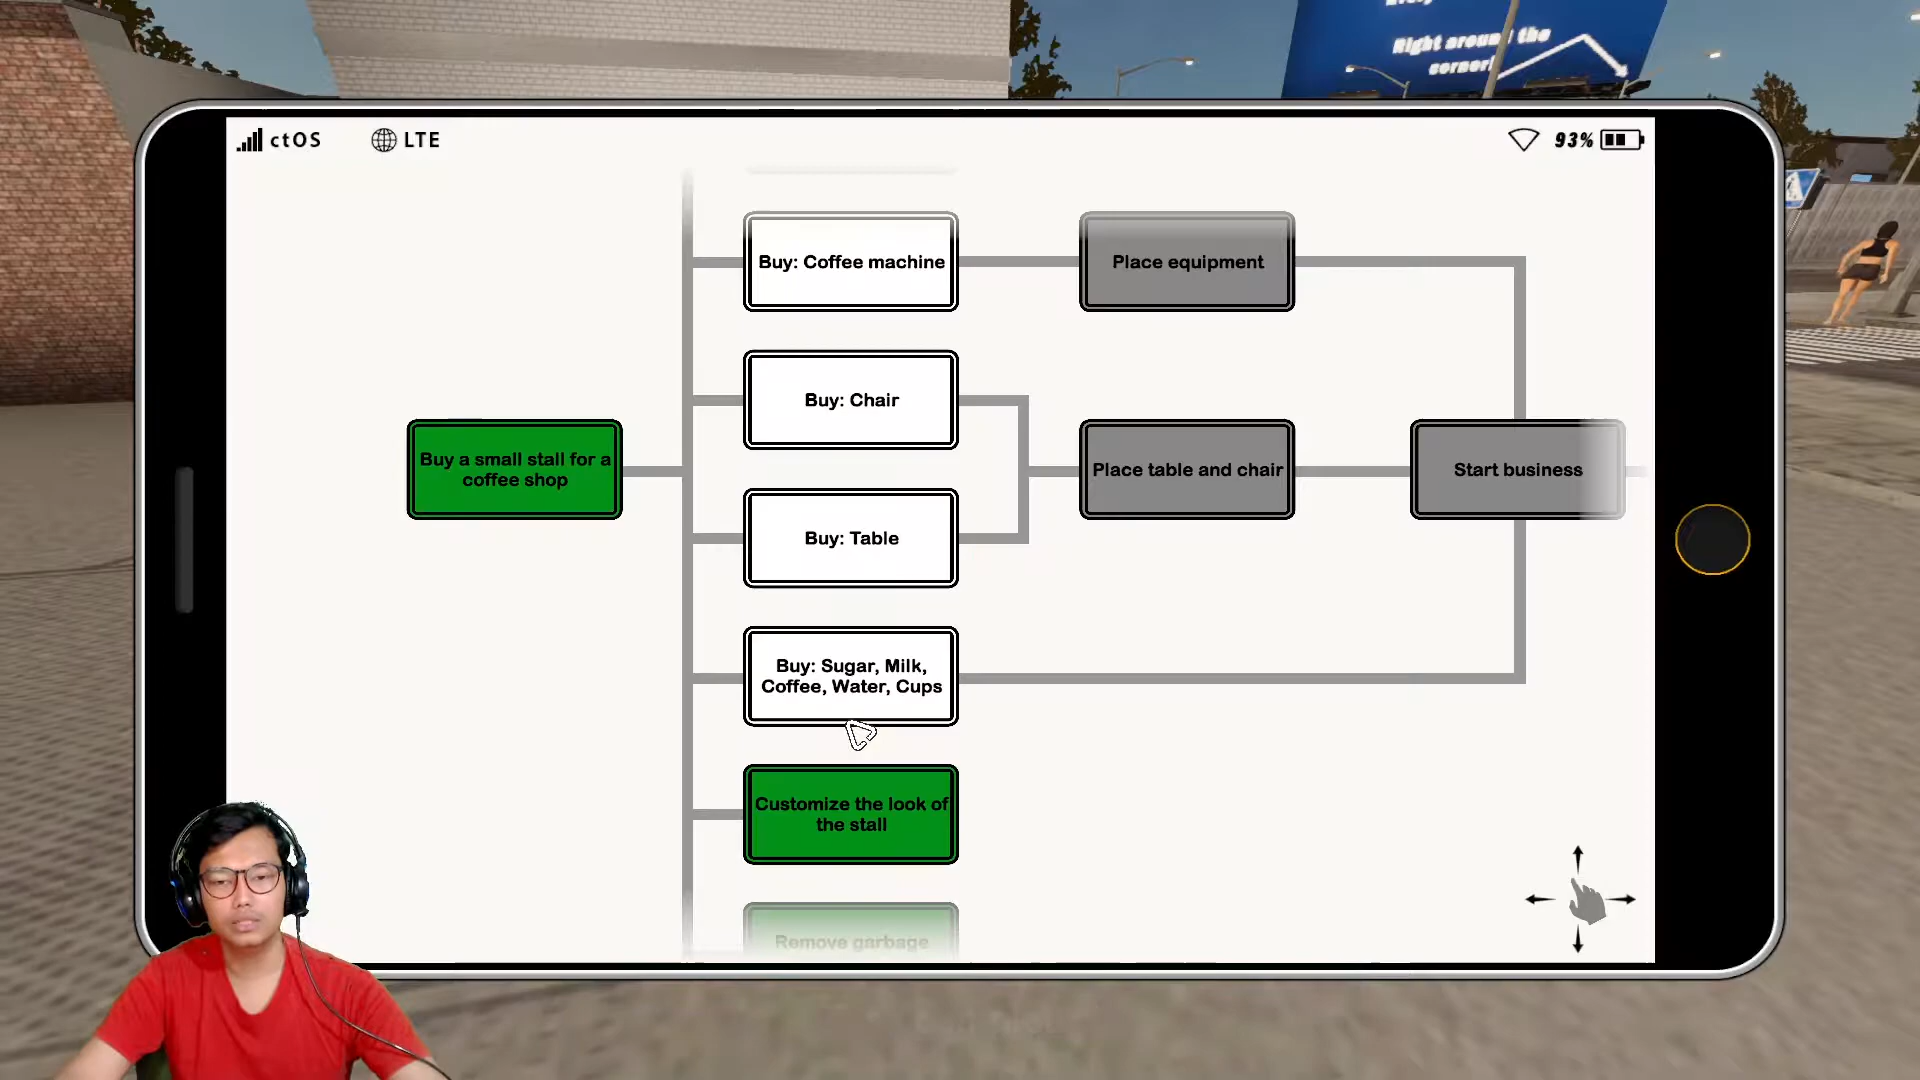 Right around the
corner!
ctOS
LTE
93%
Buy: Coffee machine
Place equipment
Buy: Chair
Buy a small stall for a
coffee shop
Place table and chair
Start business
Buy: Table
Buy: Sugar, Milk,
Coffee, Water, Cups
Customize the look of
the stall
Remove garbage